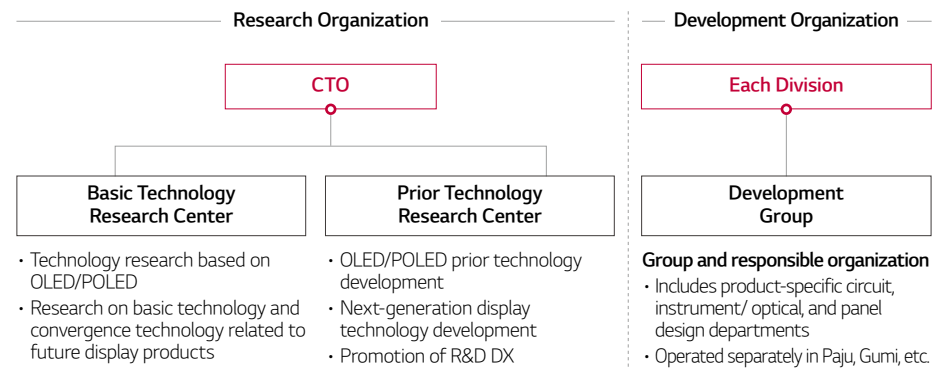 Research Organization
CTO
Basic Technology
Research Center
• Technology research based on
OLED/POLED
• Research on basic technology and
convergence technology related to
future display products
Prior Technology
Research Center
• OLED/POLED prior technology
development
• Next-generation display
technology development
• Promotion of R&D DX
Development Organization
Each Division
Development
Group
Group and responsible organization
• Includes product-specific circuit,
instrument/ optical, and panel
design departments
• Operated separately in Paju, Gumi, etc.